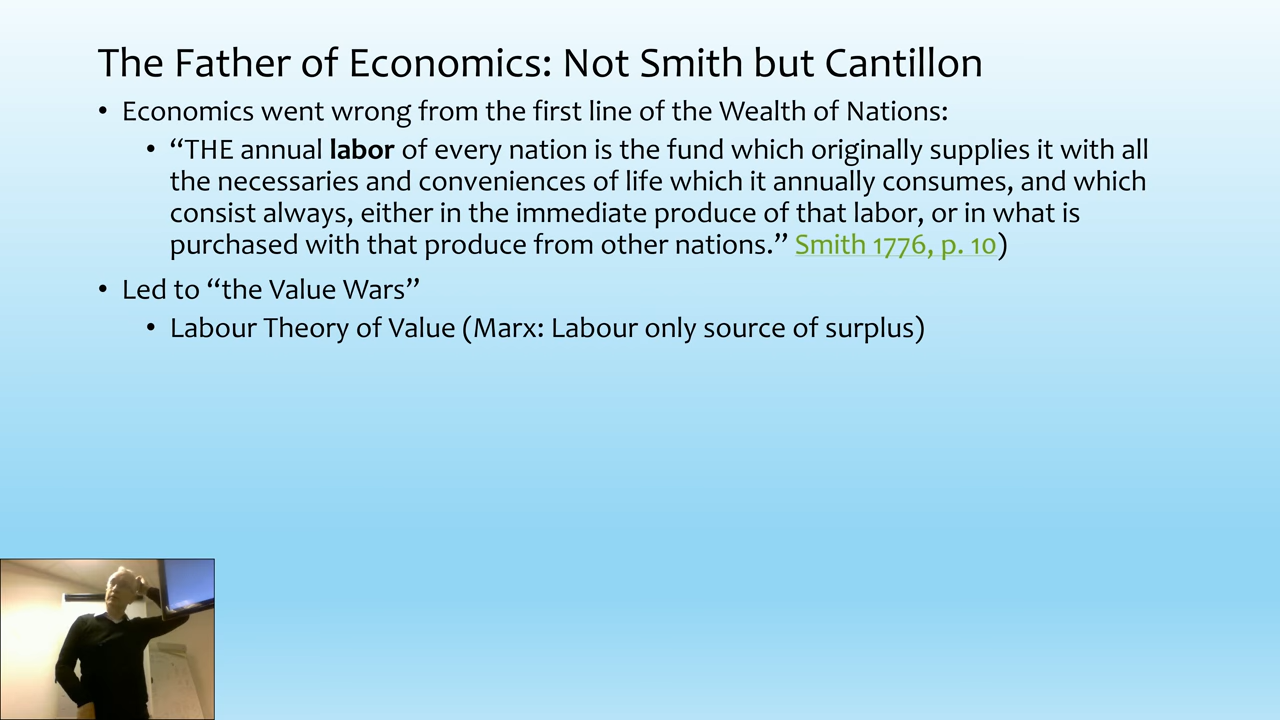 The Father of Economics: Not Smith but Cantillon
• Economics went wrong from the first line of the Wealth of Nations:
• “THE annual labor of every nation is the fund which originally supplies it with all
the necessaries and conveniences of life which it annually consumes, and which
consist always, either in the immediate produce of that labor, or in what is
purchased with that produce from other nations.” Smith 1776, p. 10)
• Led to “the Value Wars”
• Labour Theory of Value (Marx: Labour only source of surplus)